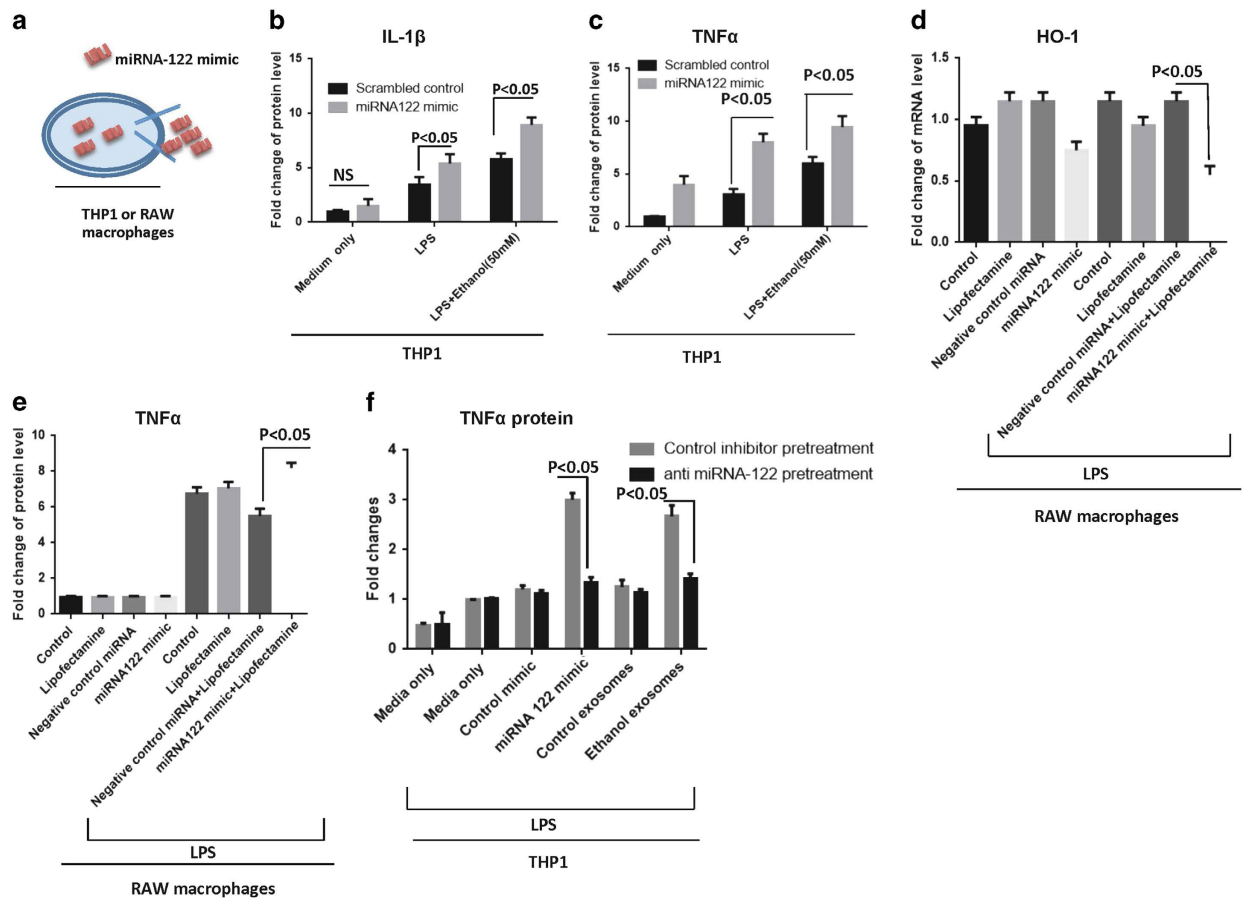 a
miRNA-122 mimic
THP1 or RAW
macrophages
b
IL-1β
Fold change of protein level
15
10
5
0
Scrambled control
miRNA122 mimic
NS
P<0.05
P<0.05
Medium only
LPS
LPS+Ethanol(50mM)
THP1
c
TNFα
Fold change of protein level
15
10
5
0
Scrambled control
miRNA122 mimic
P<0.05
P<0.05
Medium only
LPS
LPS+Ethanol(50mM)
THP1
d
HO-1
Fold change of mRNA level
1.5
1.0
0.5
0.0
P<0.05
Control
Lipofectamine
Negative control miRNA
miRNA122 mimic
Control
Lipofectamine
Negative control miRNA+Lipofectamine
miRNA122 mimic+Lipofectamine
LPS
RAW macrophages
e
TNFα
Fold change of protein level
10
8
6
4
2
0
P<0.05
Control
Lipofectamine
Negative control miRNA
miRNA122 mimic
Control
Lipofectamine
Negative control miRNA+Lipofectamine
miRNA122 mimic+Lipofectamine
LPS
RAW macrophages
f
TNFα protein
Fold changes
4
3
2
1
0
Control inhibitor pretreatment
anti miRNA-122 pretreatment
P<0.05
P<0.05
Media only
Media only
Control mimic
miRNA 122 mimic
Control exosomes
Ethanol exosomes
LPS
THP1